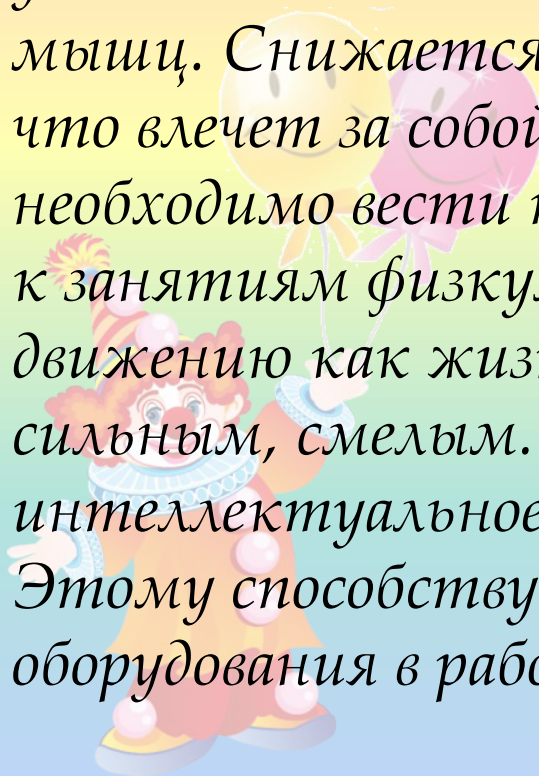 мышц. Снижается
что влечет за собой
необходимо вести
к занятиям физку
движению как жиз
сильным, смелым.
интеллектуальное
Этому способству
оборудования в раб